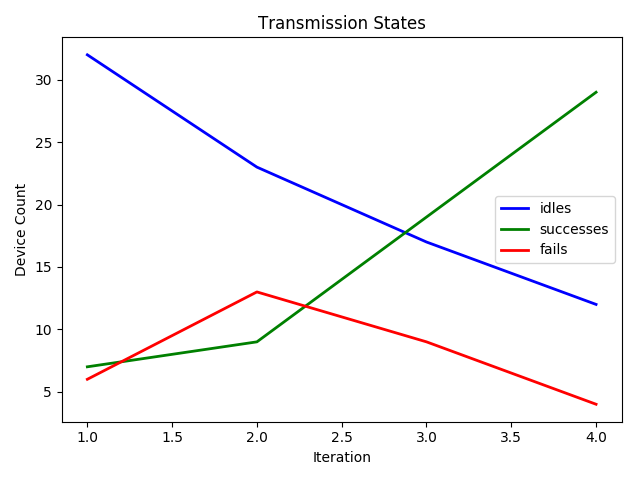 Transmission States
Device Count
30
25
20
15
10
5
idles
successes
fails
1.0 1.5 2.0 2.5 3.0 3.5 4.0
Iteration